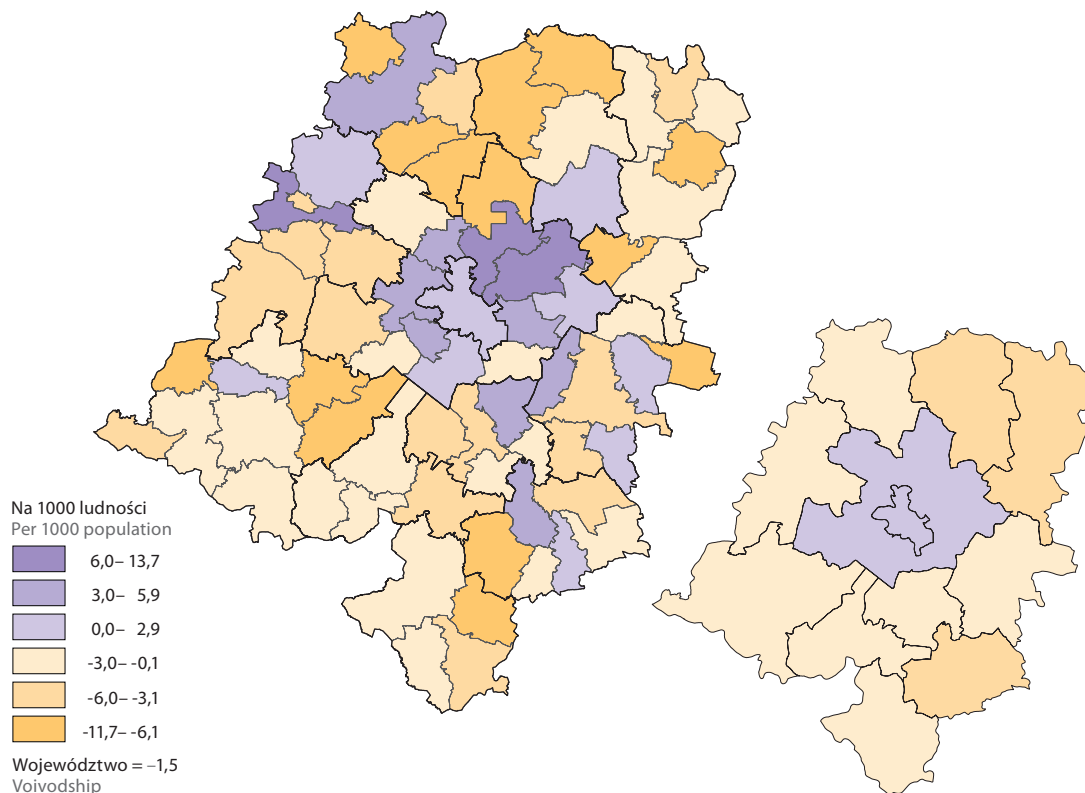 Na 1000 ludności
Per 1000 population
6,0– 13,7
3,0– 5,9
0,0– 2,9
-3,0– -0,1
-6,0– -3,1
-11,7– -6,1
Województwo = –1,5
Voivodship